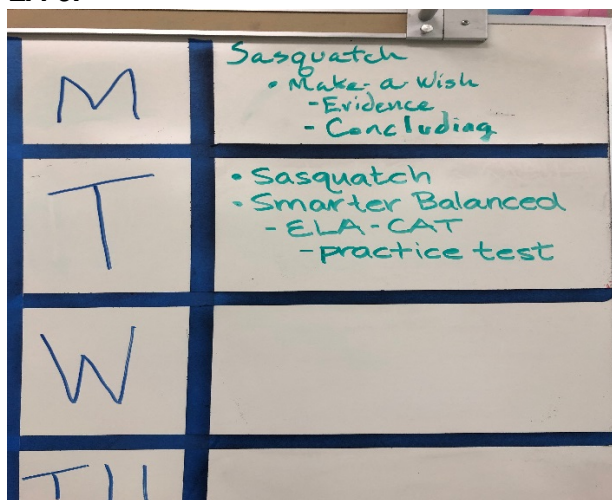 M
Sasquatch
• Make-a Wish
- Evidence
- Concluding
T
• Sasquatch
• Smarter Balanced
- ELA-CAT
- practice test
W